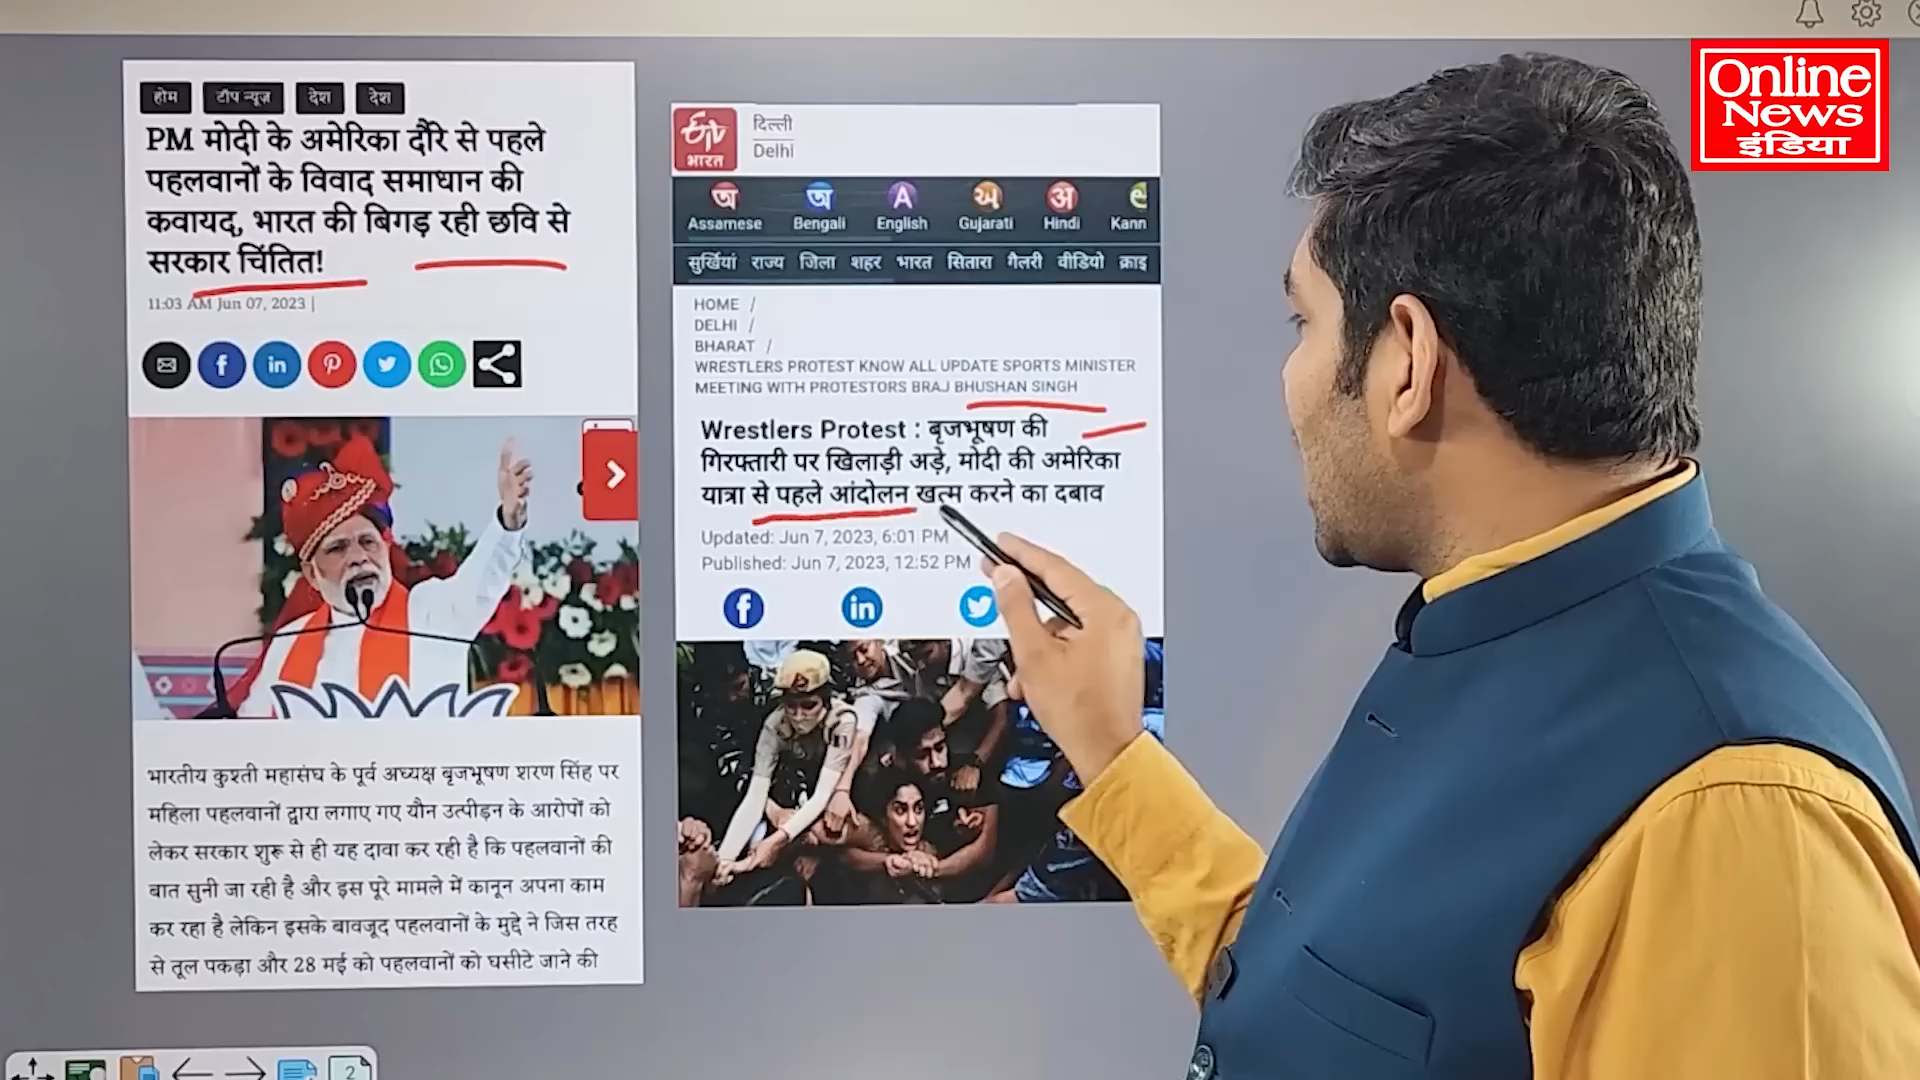 Online
News
इंडिया
होम टॉप न्यूज़ देश देश
PM मोदी के अमेरिका दौरे से पहले
पहलवानों के विवाद समाधान की
कवायद, भारत की बिगड़ रही छवि से
सरकार चिंतित!
11:03 AM Jun 07, 2023 |
भारतीय कुश्ती महासंघ के पूर्व अध्यक्ष बृजभूषण शरण सिंह पर
महिला पहलवानों द्वारा लगाए गए यौन उत्पीड़न के आरोपों को
लेकर सरकार शुरू से ही यह दावा कर रही है कि पहलवानों की
बात सुनी जा रही है और इस पूरे मामले में कानून अपना काम
कर रहा है लेकिन इसके बावजूद पहलवानों के मुद्दे ने जिस तरह
से तूल पकड़ा और 28 मई को पहलवानों को घसीटे जाने की
भारत
दिल्ली
Delhi
अ অ A અ अ
Assamese Bengali English Gujarati Hindi Kann
सुर्खियां राज्य जिला शहर भारत सितारा गैलरी वीडियो क्राइ
HOME /
DELHI /
BHARAT /
WRESTLERS PROTEST KNOW ALL UPDATE SPORTS MINISTER
MEETING WITH PROTESTORS BRAJ BHUSHAN SINGH
Wrestlers Protest : बृजभूषण की
गिरफ्तारी पर खिलाड़ी अड़े, मोदी की अमेरिका
यात्रा से पहले आंदोलन खत्म करने का दबाव
Updated: Jun 7, 2023, 6:01 PM
Published: Jun 7, 2023, 12:52 PM
2